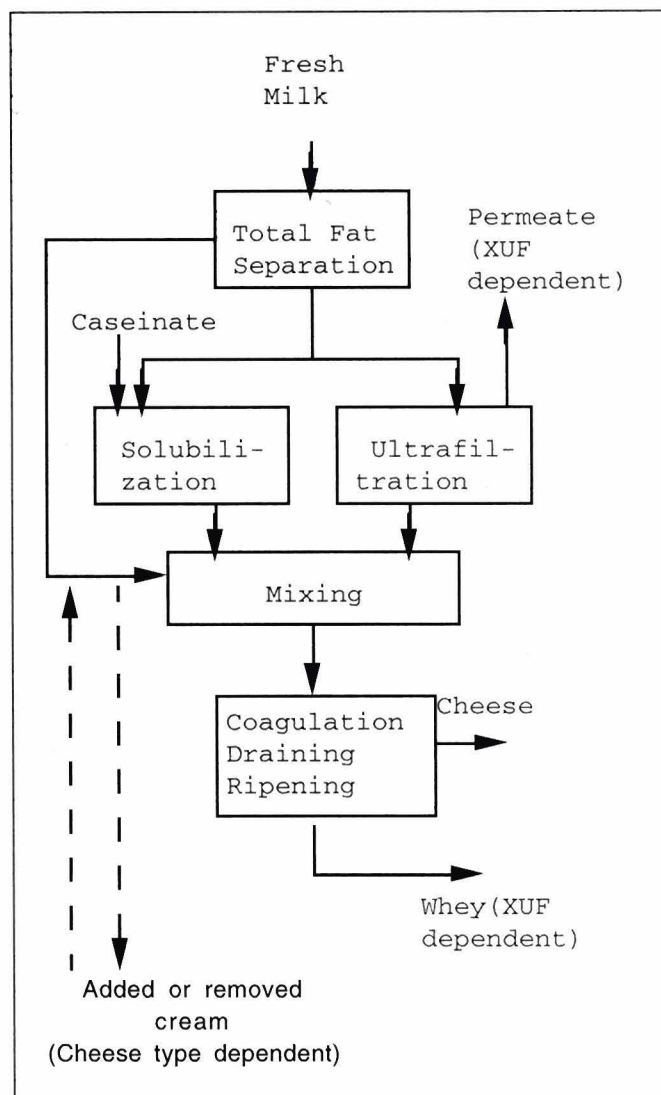 Fresh
Milk
Total Fat
Separation
Permeate
(XUF
dependent)
Caseinate
Solubili-
zation
Ultrafil-
tration
Mixing
Coagulation
Draining
Ripening
Cheese
Whey(XUF
dependent)
Added or removed
cream
(Cheese type dependent)